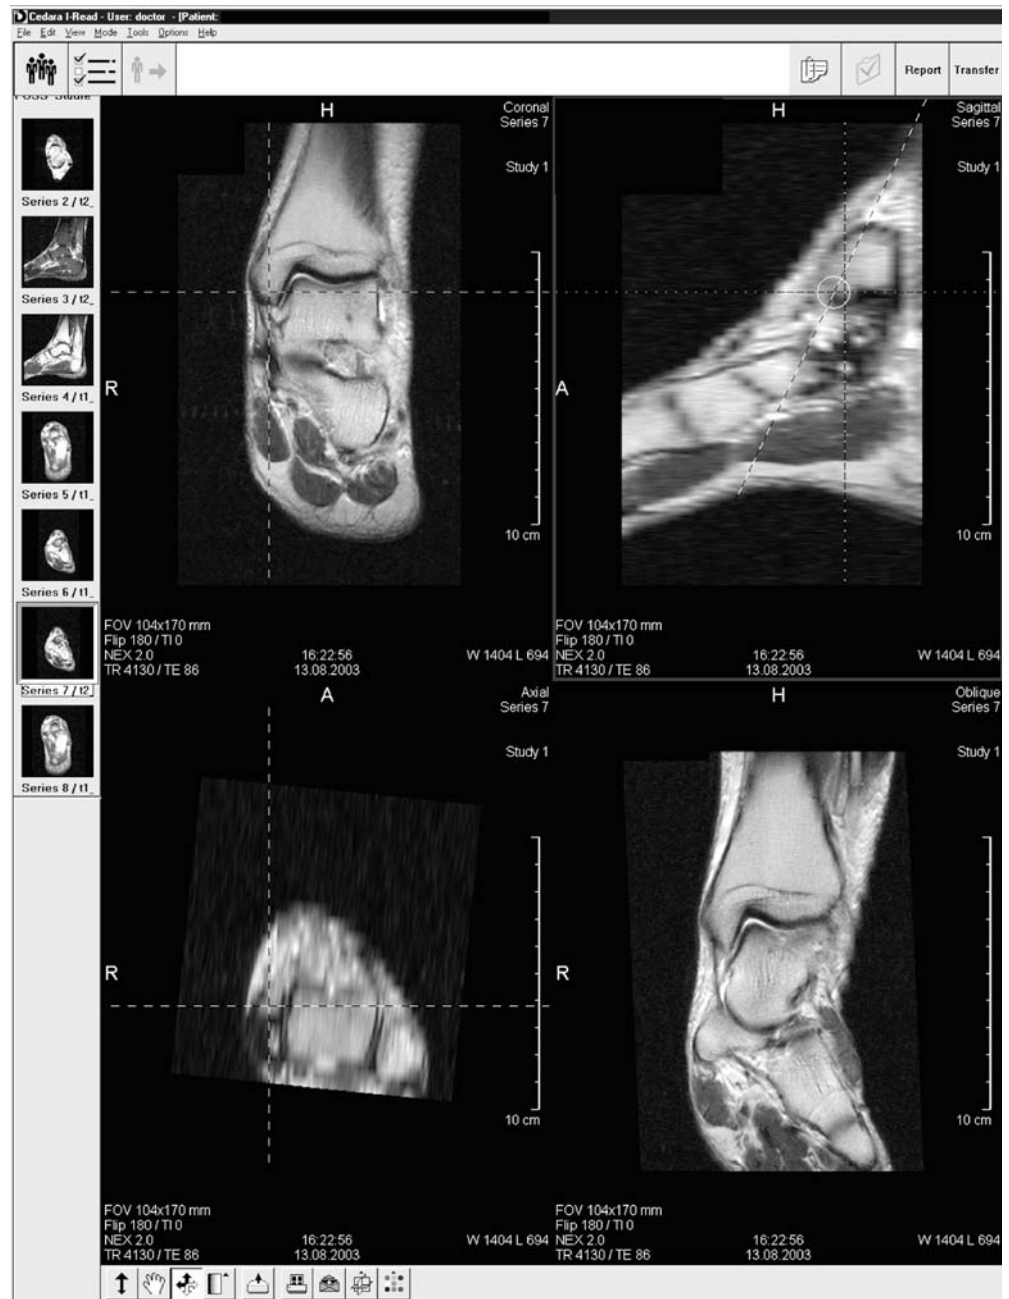 Cedara I-Read - User: doctor - [Patient:
File Edit View Mode Tools Options Help
Report Transfer
Series 2 / t2_
Series 3 / t2_
Series 4 / t1_
Series 5 / t1_
Series 6 / t1_
Series 7 / t2_
Series 8 / t1_
H
Coronal
Series 7
Study 1
R
10 cm
FOV 104x170 mm
Flip 180 / TI 0
NEX 2.0 16:22:56 W 1404 L 694
TR 4130 / TE 86 13.08.2003
H
Sagittal
Series 7
Study 1
A
10 cm
FOV 104x170 mm
Flip 180 / TI 0
NEX 2.0 16:22:56 W 1404 L 694
TR 4130 / TE 86 13.08.2003
A
Axial
Series 7
Study 1
R
10 cm
FOV 104x170 mm
Flip 180 / TI 0
NEX 2.0 16:22:56 W 1404 L 694
TR 4130 / TE 86 13.08.2003
H
Oblique
Series 7
Study 1
R
10 cm
FOV 104x170 mm
Flip 180 / TI 0
NEX 2.0 16:22:56 W 1404 L 694
TR 4130 / TE 86 13.08.2003